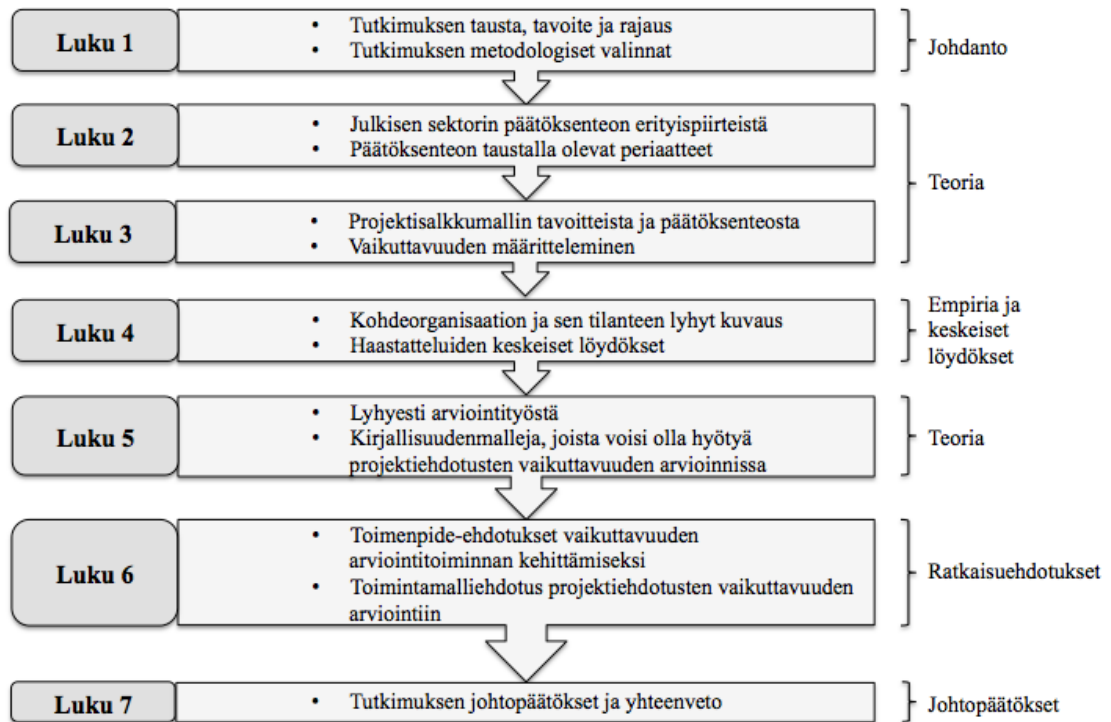 Luku 1
• Tutkimuksen tausta, tavoite ja rajaus
• Tutkimuksen metodologiset valinnat
Johdanto
Luku 2
• Julkisen sektorin päätöksenteon erityispiirteistä
• Päätöksenteon taustalla olevat periaatteet
Teoria
Luku 3
• Projektisalkkumallin tavoitteista ja päätöksenteosta
• Vaikuttavuuden määritteleminen
Luku 4
• Kohdeorganisaation ja sen tilanteen lyhyt kuvaus
• Haastatteluiden keskeiset löydökset
Empiria ja
keskeiset
löydökset
Luku 5
• Lyhyesti arviointityöstä
• Kirjallisuudenmalleja, joista voisi olla hyötyä
projektiehdotusten vaikuttavuuden arvioinnissa
Teoria
Luku 6
• Toimenpide-ehdotukset vaikuttavuuden
arviointitoiminnan kehittämiseksi
• Toimintamalliehdotus projektiehdotusten vaikuttavuuden
arviointiin
Ratkaisuehdotukset
Luku 7
• Tutkimuksen johtopäätökset ja yhteenveto
Johtopäätökset